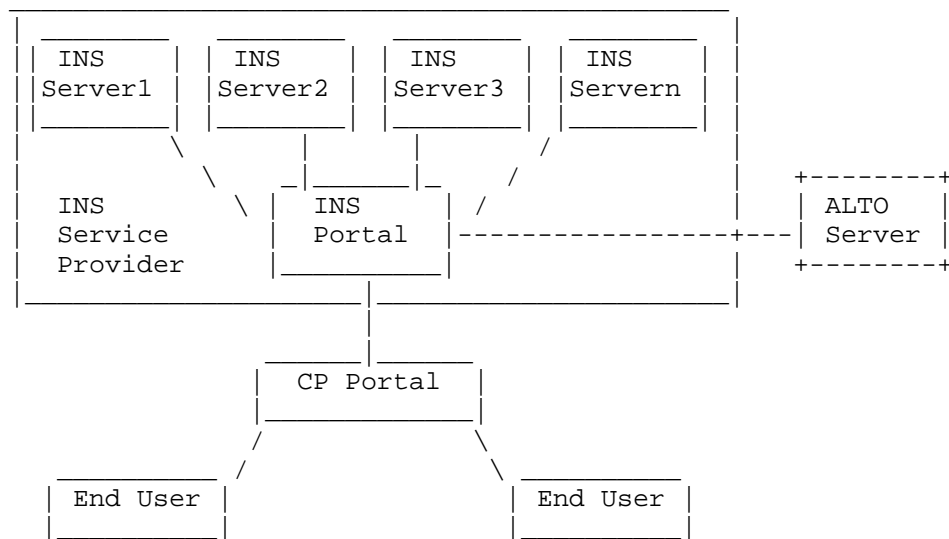 INS INS INS INS
Server1 Server2 Server3 Servern
INS INS ALTO
Service Portal Server
Provider
CP Portal
End User End User